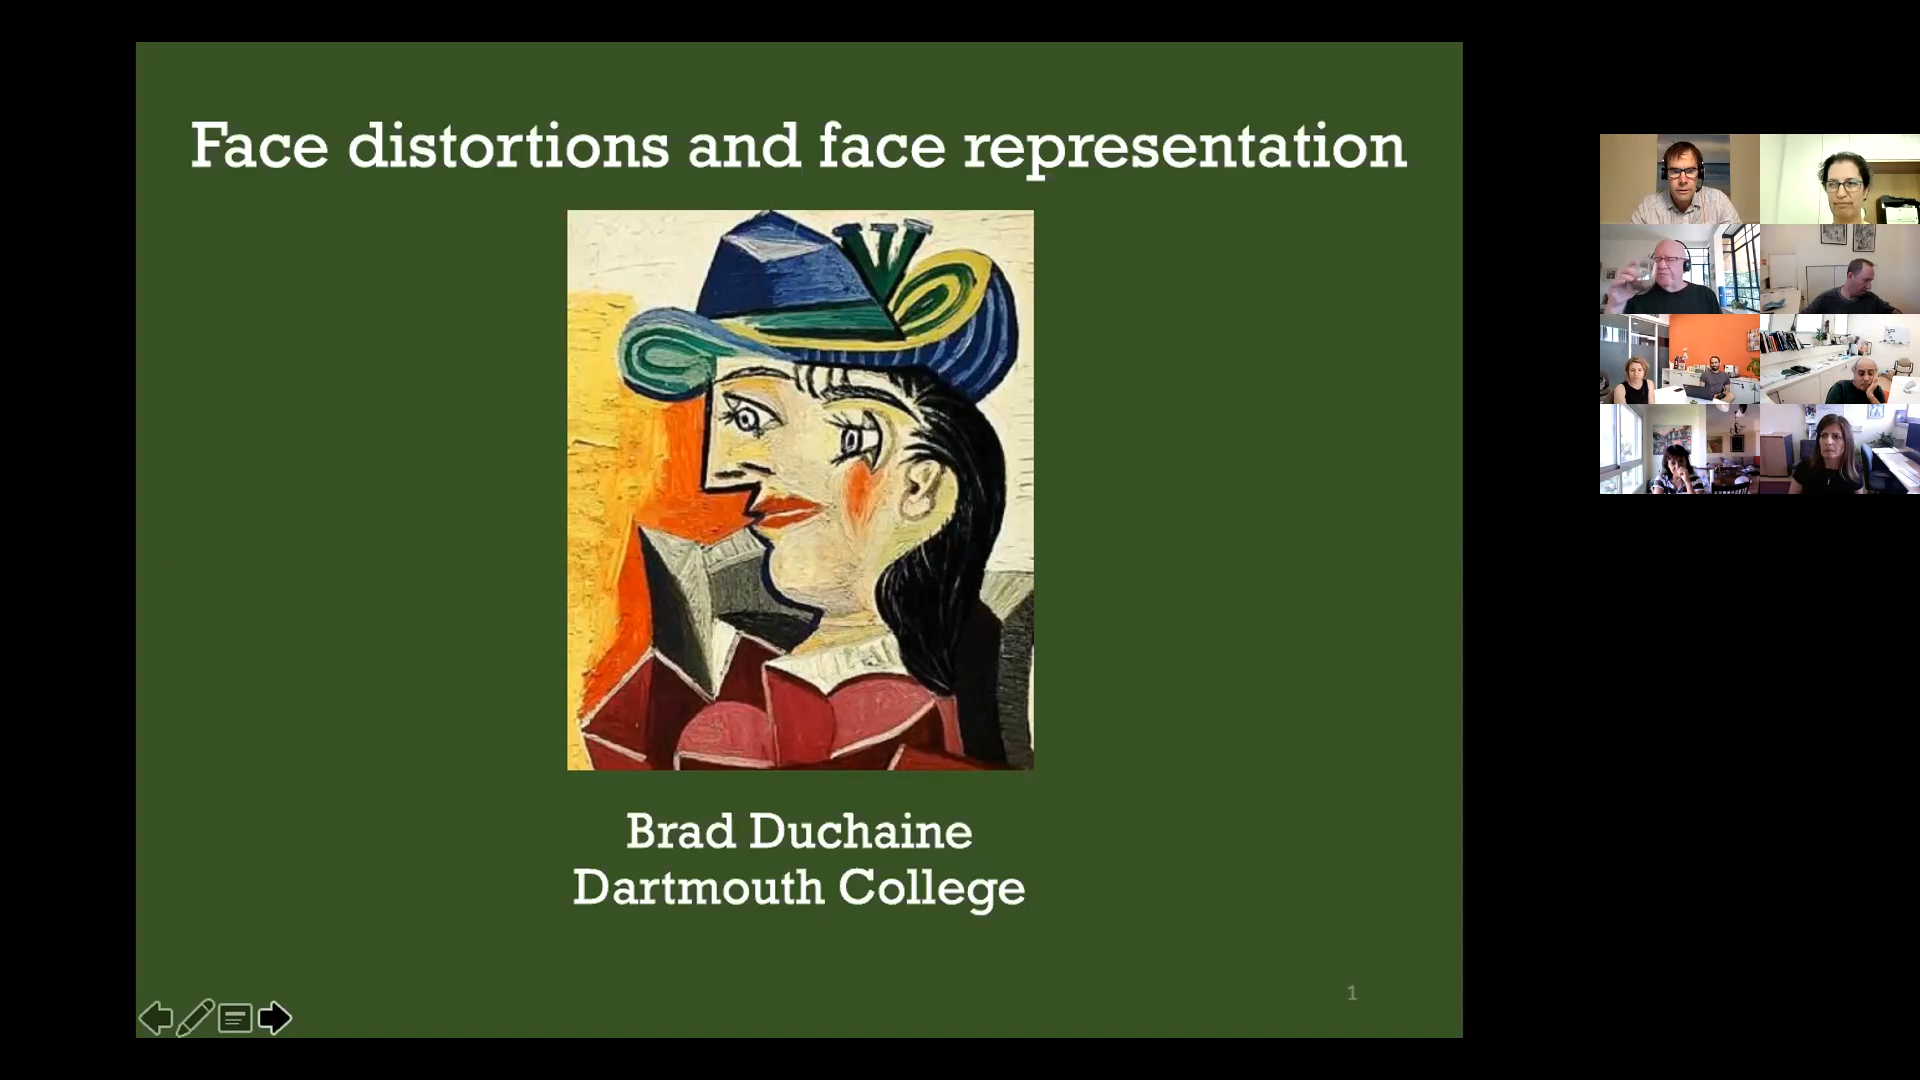 Face distortions and face representation
Brad Duchaine
Dartmouth College
1